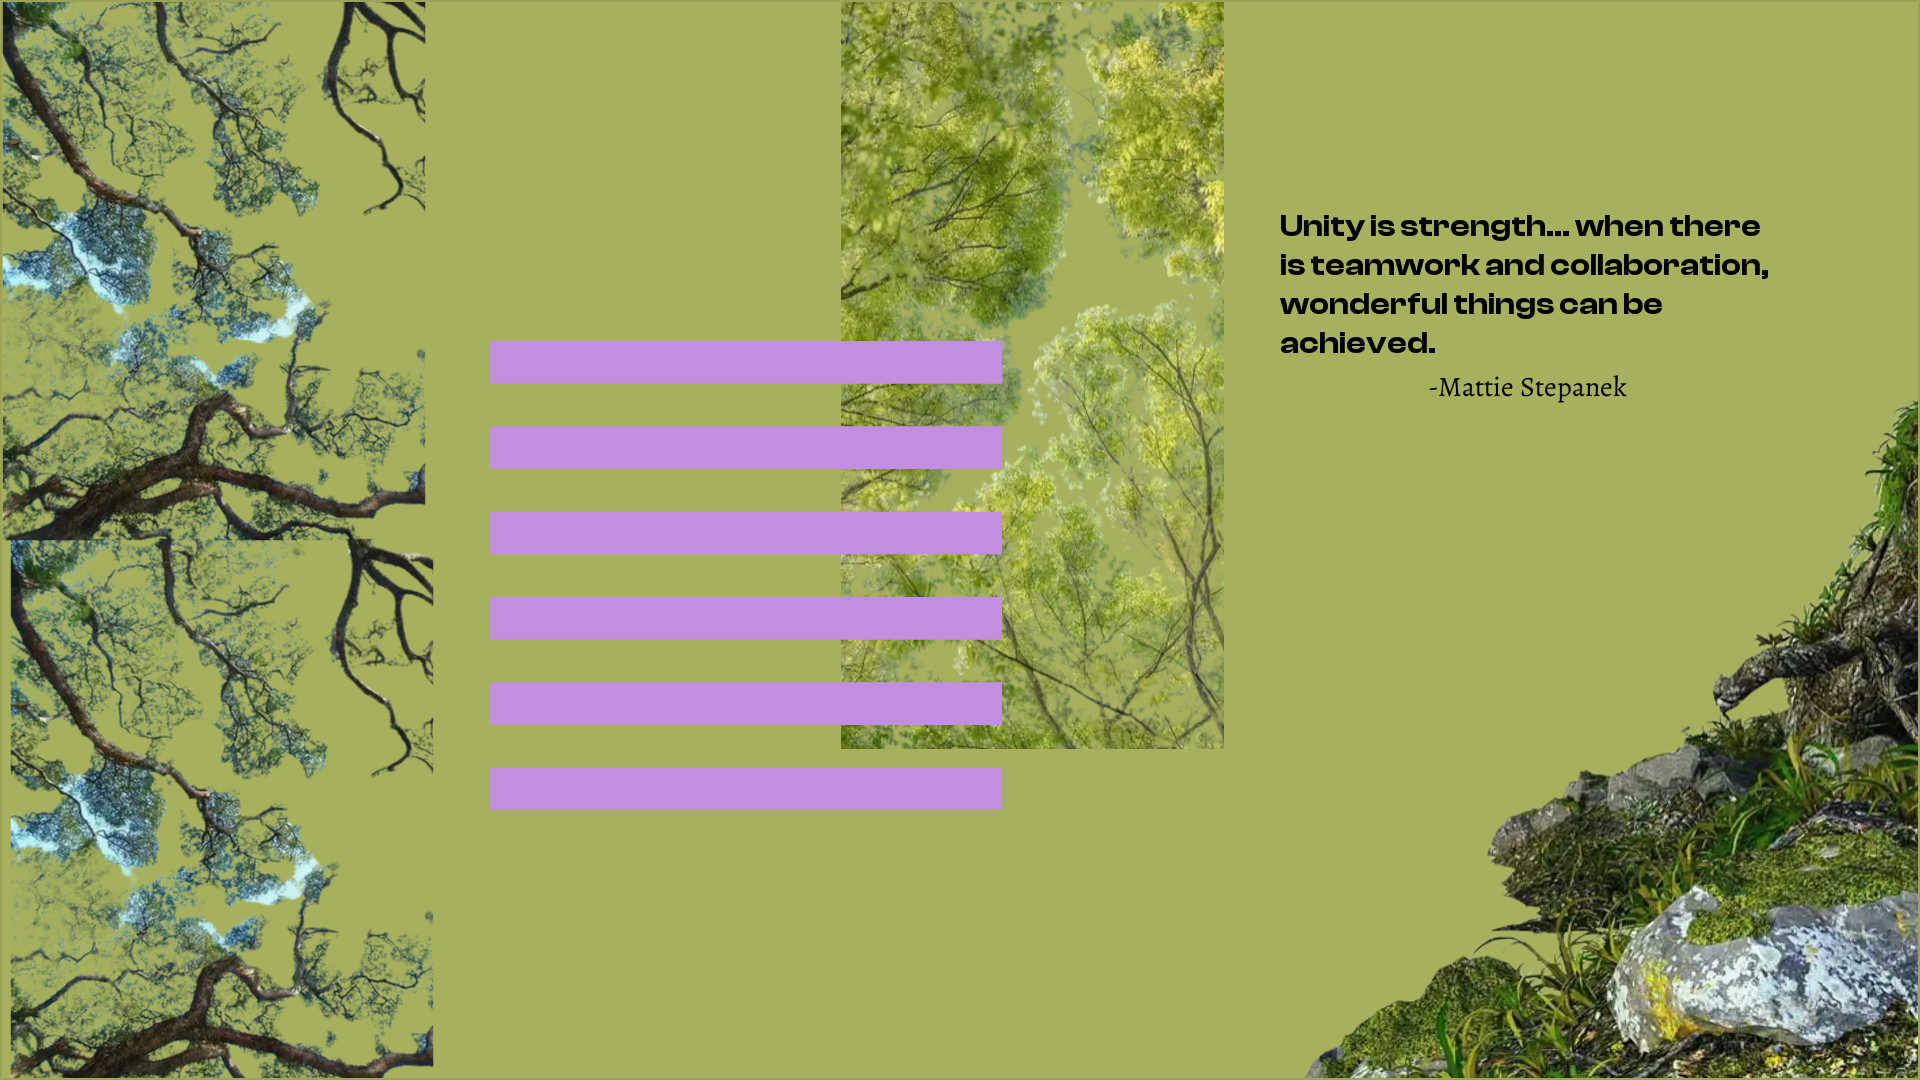 Unity is strength... when there
is teamwork and collaboration,
wonderful things can be
achieved.
-Mattie Stepanek